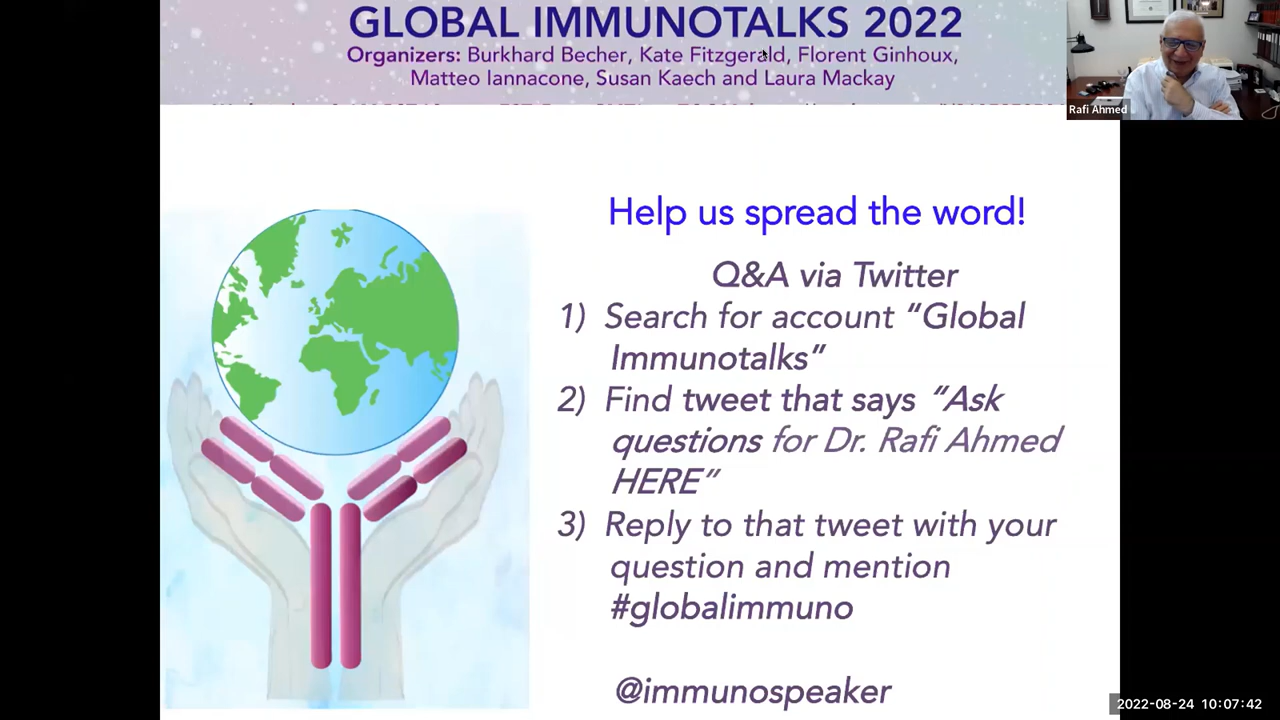 GLOBAL IMMUNOTALKS 2022
Organizers: Burkhard Becher, Kate Fitzgerald, Florent Ginhoux,
Matteo Iannacone, Susan Kaech and Laura Mackay
Rafi Ahmed
Help us spread the word!
Q&A via Twitter
1) Search for account “Global
Immunotalks”
2) Find tweet that says “Ask
questions for Dr. Rafi Ahmed
HERE”
3) Reply to that tweet with your
question and mention
#globalimmuno
@immunospeaker
2022-08-24 10:07:42